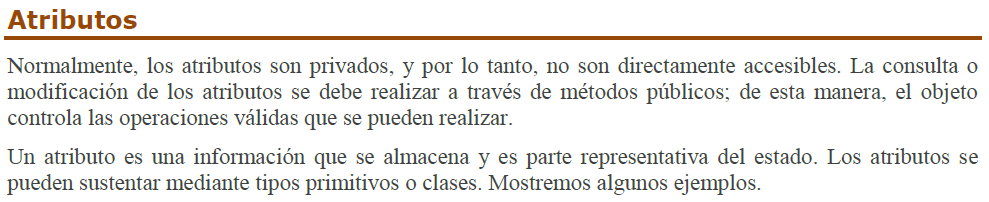 Atributos
Normalmente, los atributos son privados, y por lo tanto, no son directamente accesibles. La consulta o
modificación de los atributos se debe realizar a través de métodos públicos; de esta manera, el objeto
controla las operaciones válidas que se pueden realizar.
Un atributo es una información que se almacena y es parte representativa del estado. Los atributos se
pueden sustentar mediante tipos primitivos o clases. Mostremos algunos ejemplos.